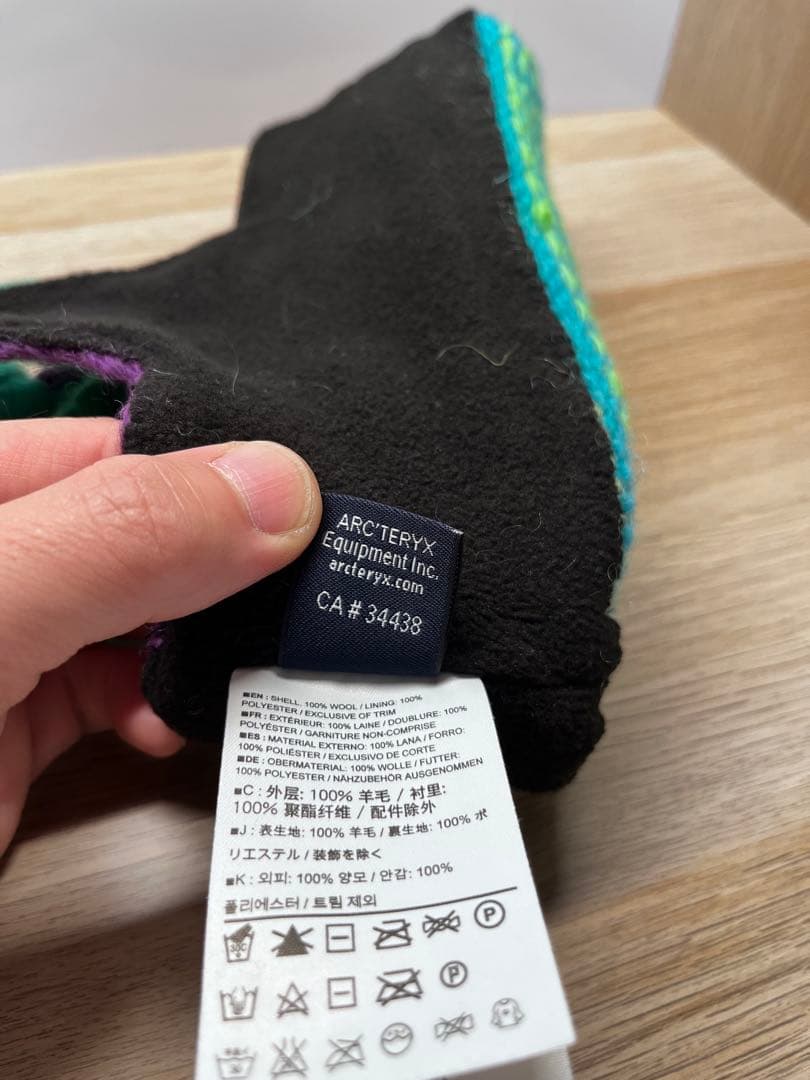 ARC'TERYX
Equipment Inc.
arcteryx.com
CA # 34438
■EN : SHELL. 100% WOOL / LINING: 100%
POLYESTER / EXCLUSIVE OF TRIM
■FR : EXTÉRIEUR: 100% LAINE / DOUBLURE: 100%
POLYÉSTER / GARNITURE NON-COMPRISE
■ES : MATERIAL EXTERNO: 100% LANA / FORRO:
100% POLIÉSTER / EXCLUSIVO DE CORTE
■DE : OBERMATERIAL: 100% WOLLE / FUTTER:
100% POLYESTER / NÄHZUBEHÖR AUSGENOMMEN
■C : 外层: 100% 羊毛 / 衬里:
100% 聚酯纤维 / 配件除外
■J : 表生地: 100% 羊毛 / 裏生地: 100% ポ
リエステル / 装飾を除く
■K : 외피: 100% 양모 / 안감: 100%
폴리에스터 / 트림 제외
30C P
P